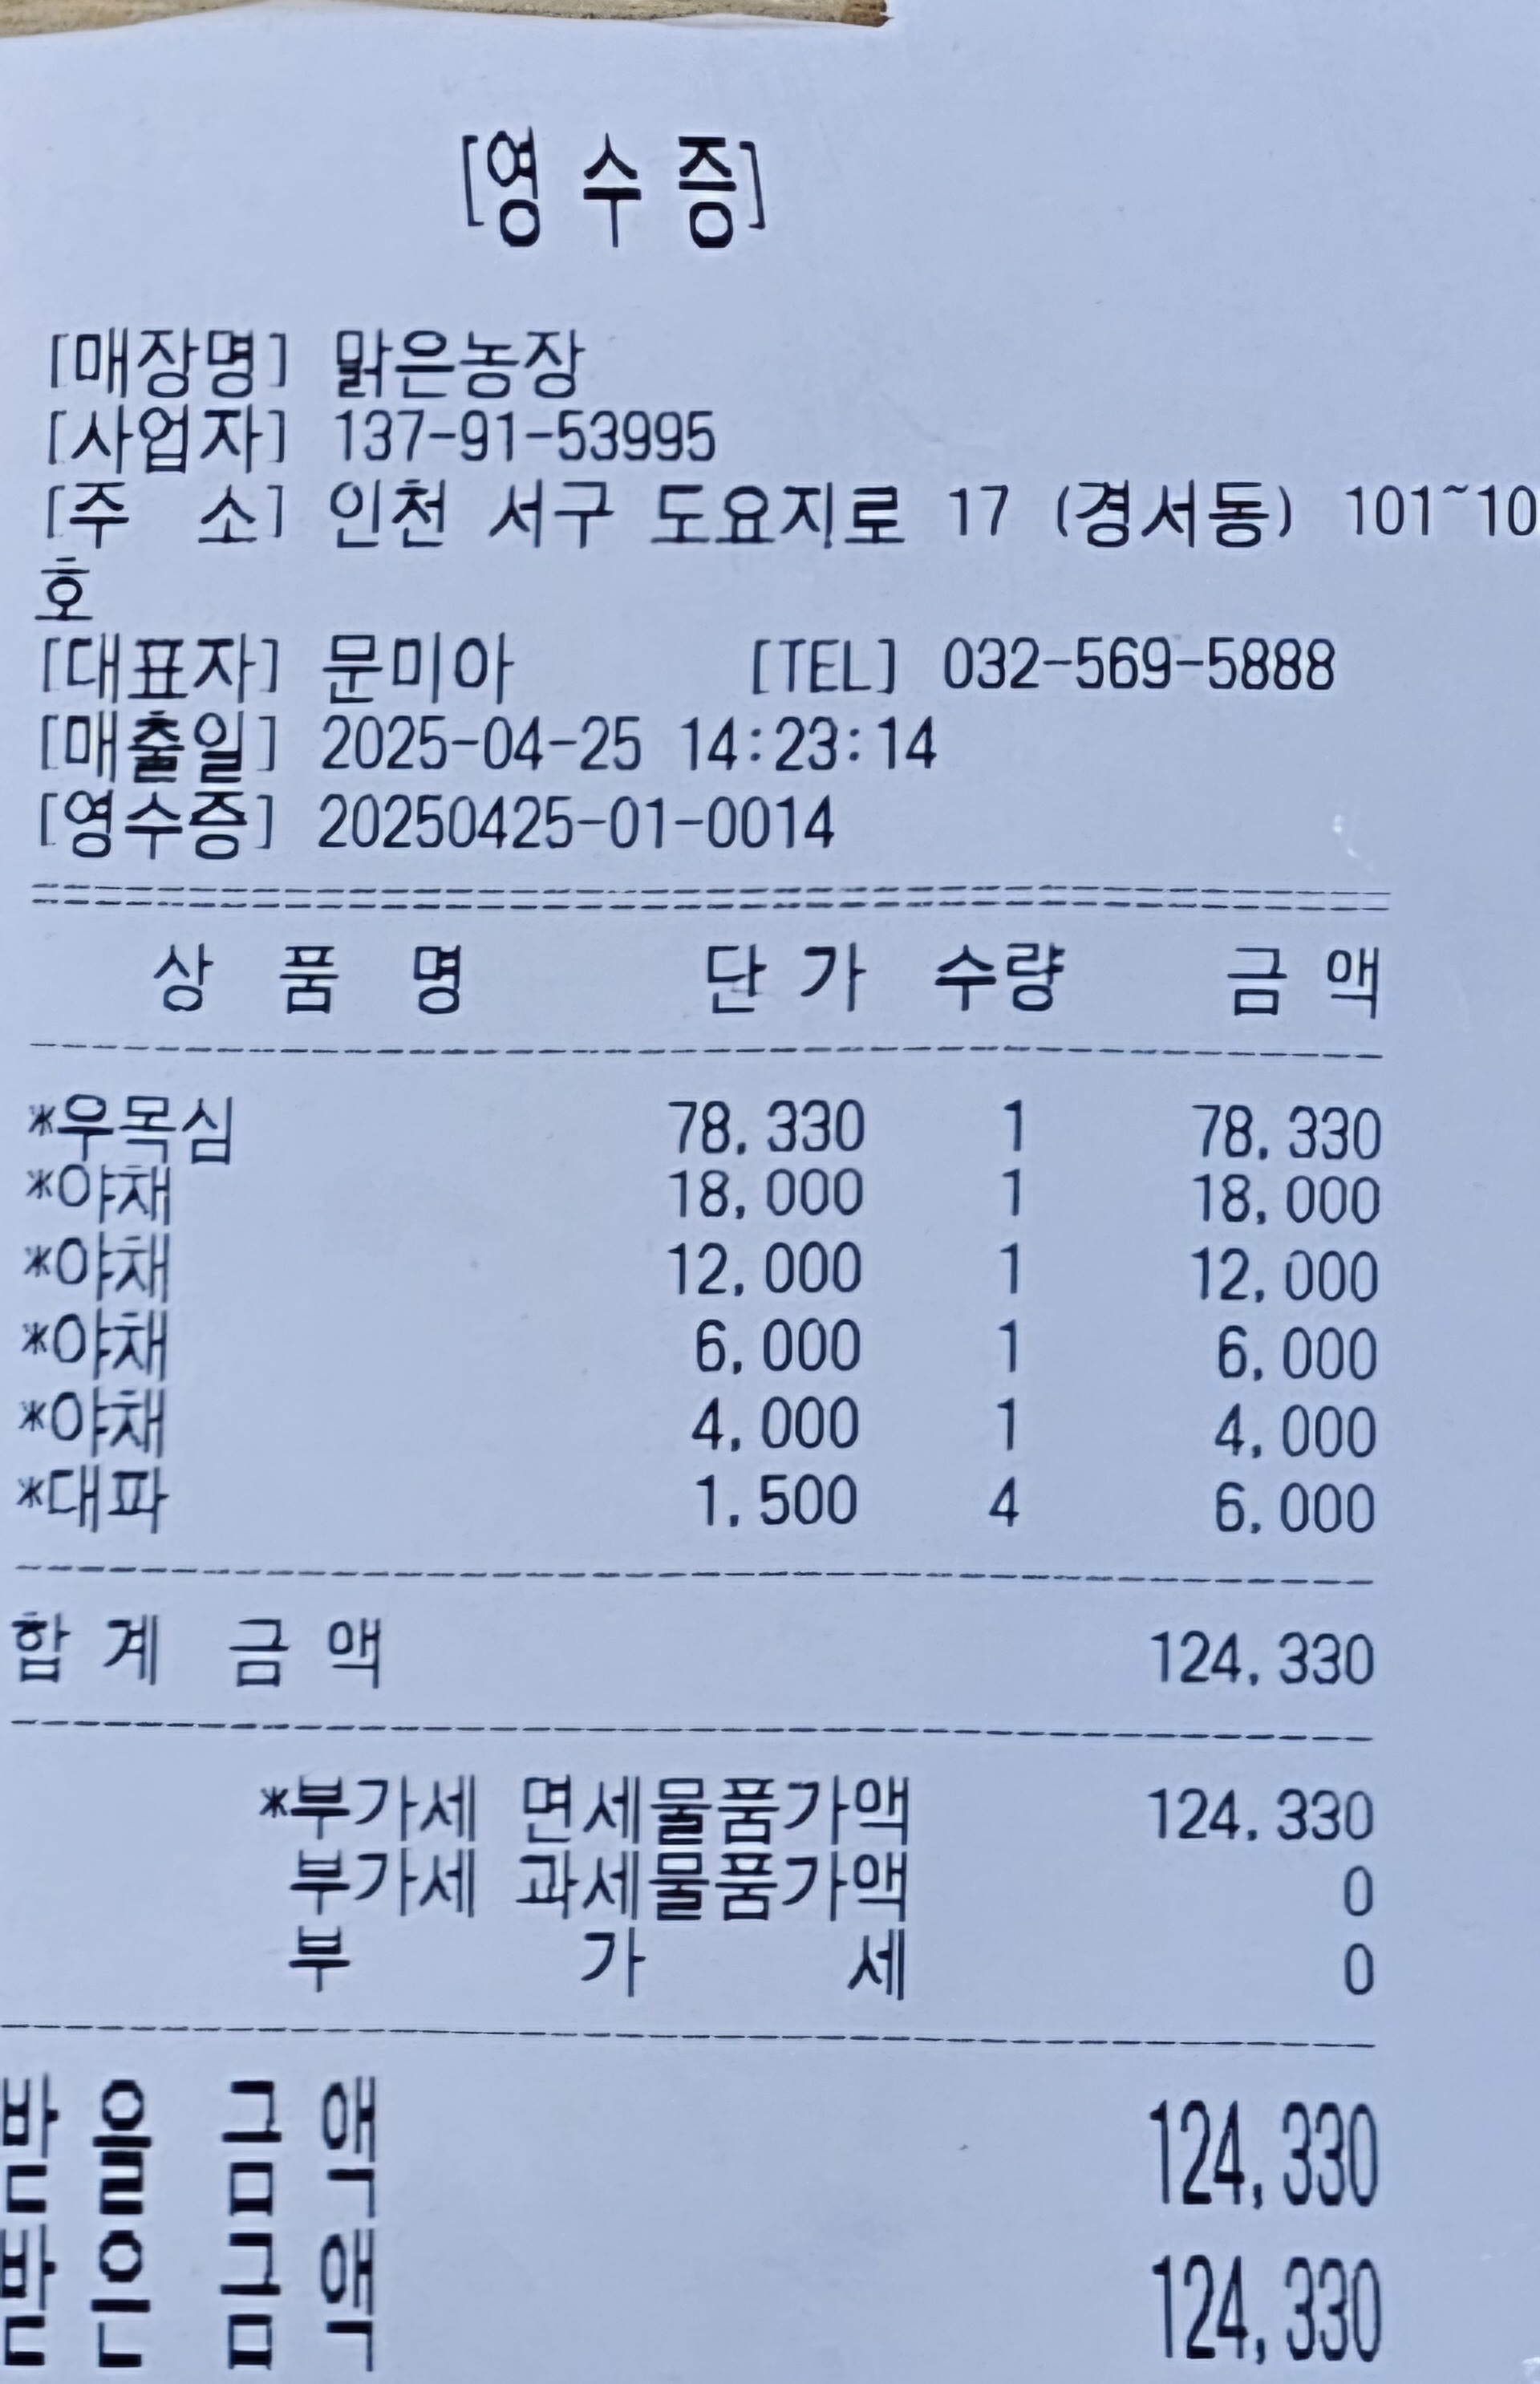 [영 수 증]
[매장명] 맑은농장
[사업자] 137-91-53995
[주 소] 인천 서구 도요지로 17 (경서동) 101~10
호
[대표자] 문미아 [TEL] 032-569-5888
[매출일] 2025-04-25 14:23:14
[영수증] 20250425-01-0014
상 품 명 단 가 수량 금 액
*우목심 78,330 1 78,330
*야채 18,000 1 18,000
*야채 12,000 1 12,000
*야채 6,000 1 6,000
*야채 4,000 1 4,000
*대파 1,500 4 6,000
합 계 금 액 124,330
*부가세 면세물품가액 124,330
부가세 과세물품가액 0
부 가 세 0
받 을 금 액 124,330
받 은 금 액 124,330